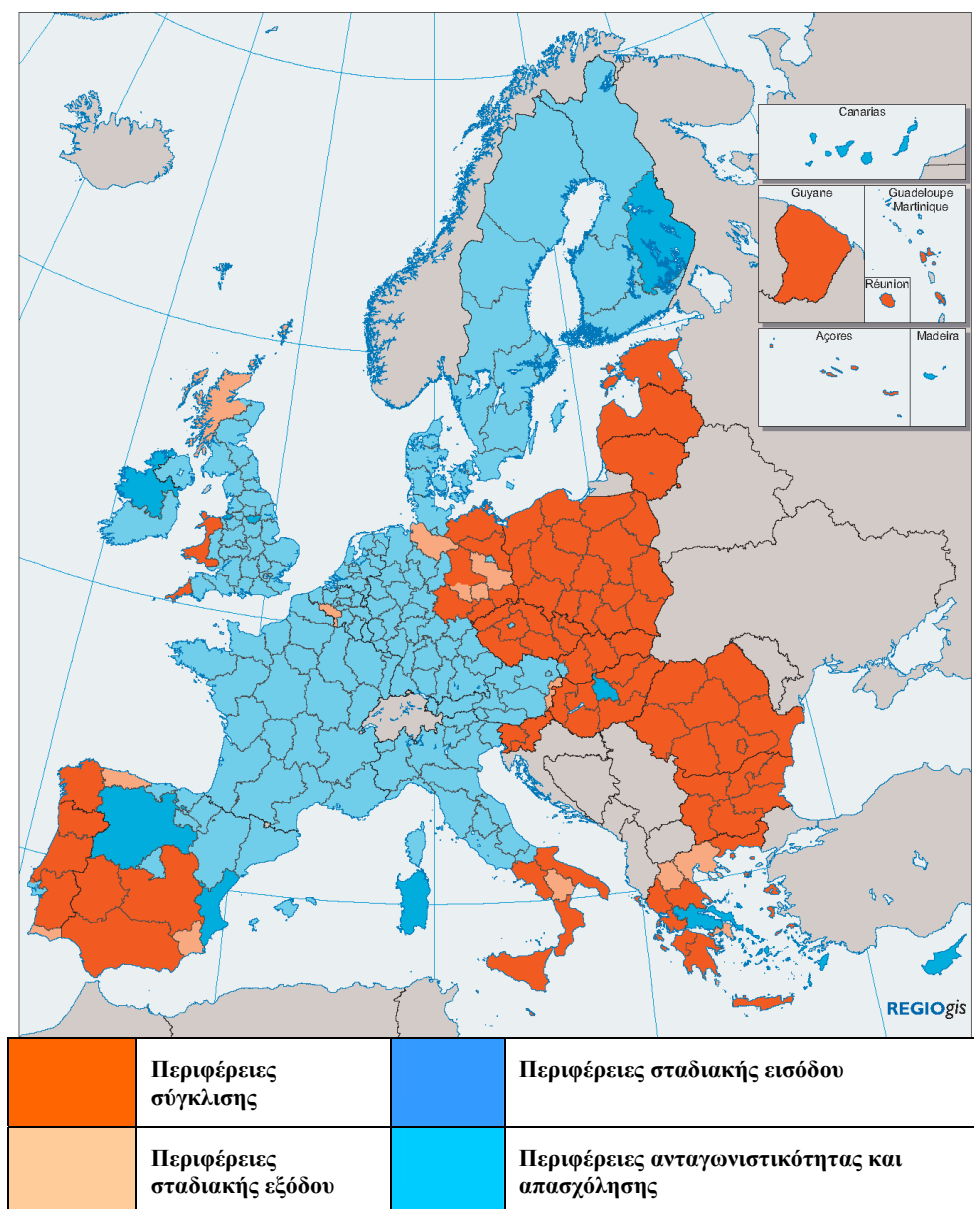 Canarias
Guyane
Guadeloupe
Martinique
Réunion
Açores
Madeira
REGIOgis
Περιφέρειες
σύγκλισης
Περιφέρειες σταδιακής εισόδου
Περιφέρειες
σταδιακής εξόδου
Περιφέρειες ανταγωνιστικότητας και
απασχόλησης